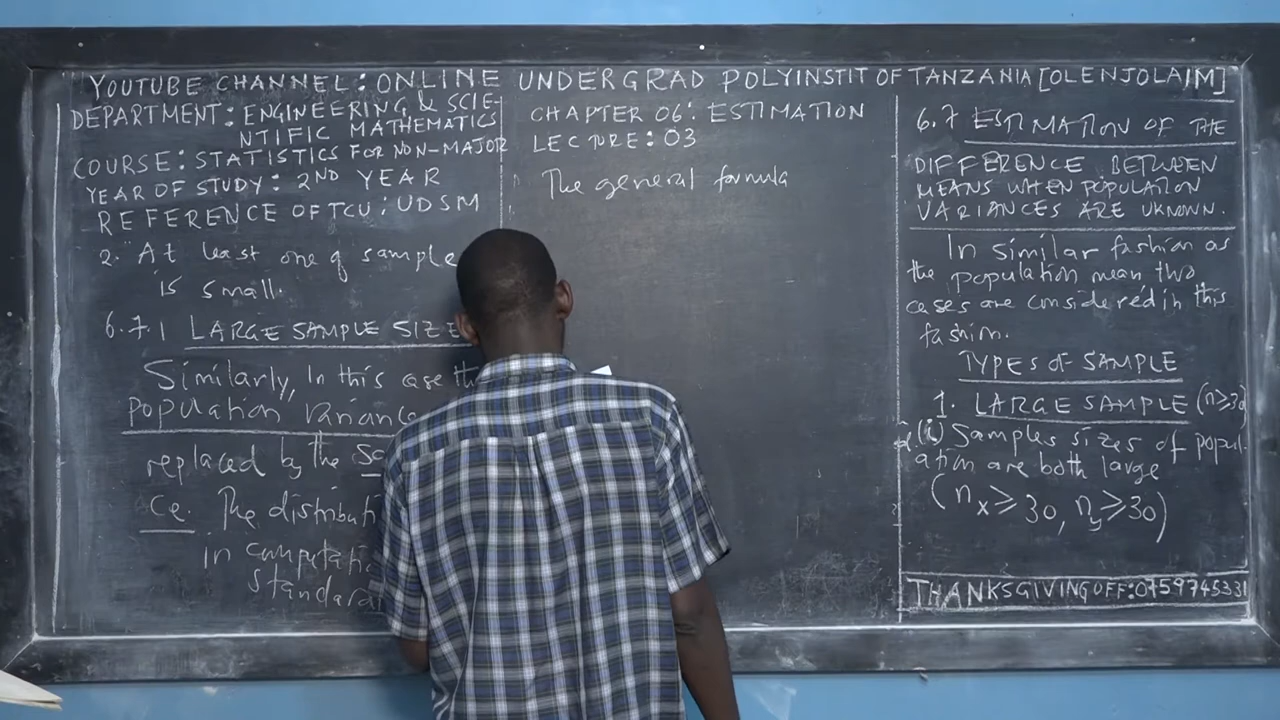 YOUTUBE CHANNEL: ONLINE UNDERGRAD POLYINSTIT OF TANZANIA [OLENJOLAIM]
DEPARTMENT: ENGINEERING & SCIE-
NTIFIC MATHEMATICS
COURSE: STATISTICS FOR NON-MAJOR
YEAR OF STUDY: 2ND YEAR
REFERENCE OF TCU: UDSM
2. At least one of sample
is small.
6.7.1 LARGE SAMPLE SIZE
Similarly, In this case
population variance
replaced by the
ce. The
in
CHAPTER 06: ESTIMATION
LECTURE: 03
The general formula
6.7 ESTIMATION OF THE
DIFFERENCE BETWEEN
MEANS WHEN POPULATION
VARIANCES ARE UKNOWN.
In similar fashion as
the population mean two
cases are considered in this
fashion.
TYPES OF SAMPLE
1. LARGE SAMPLE (n≥30)
(i) Samples sizes of popul-
ation are both large
(nx≥30, ny≥30)
THANKSGIVING OFF: 0759745331